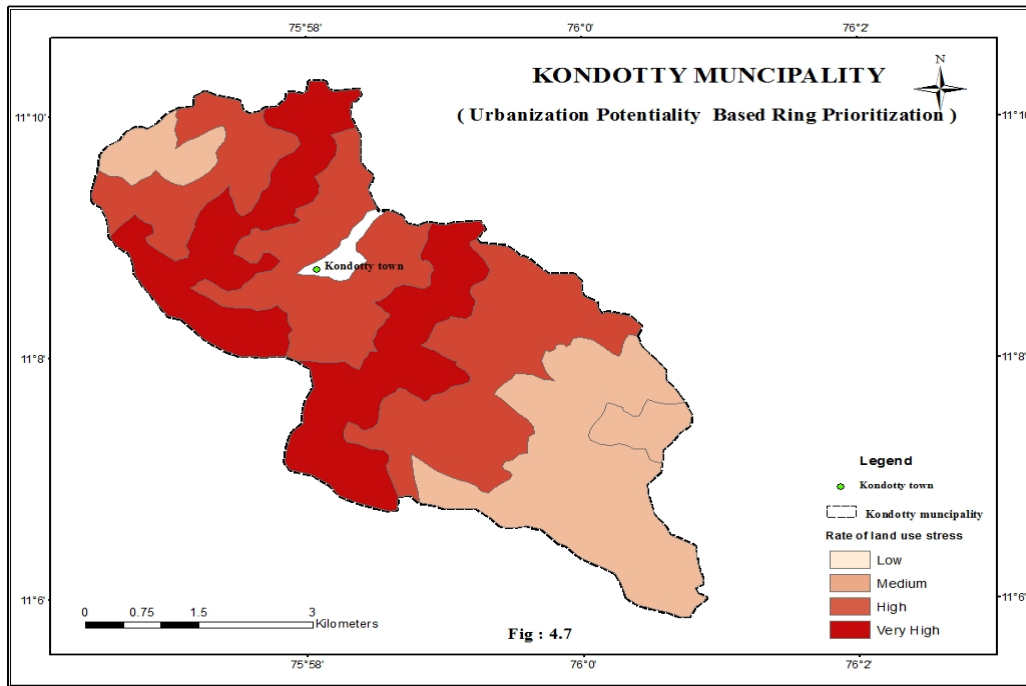 75°58'
76°0'
76°2'
KONDOTTY MUNCIPALITY
N
( Urbanization Potentiality Based Ring Prioritization )
11°10'
11°10'
Kondotty town
11°8'
11°8'
Legend
Kondotty town
Kondotty muncipality
Rate of land use stress
Low
Medium
High
Very High
11°6'
11°6'
0 0.75 1.5 3
Kilometers
Fig : 4.7
75°58'
76°0'
76°2'